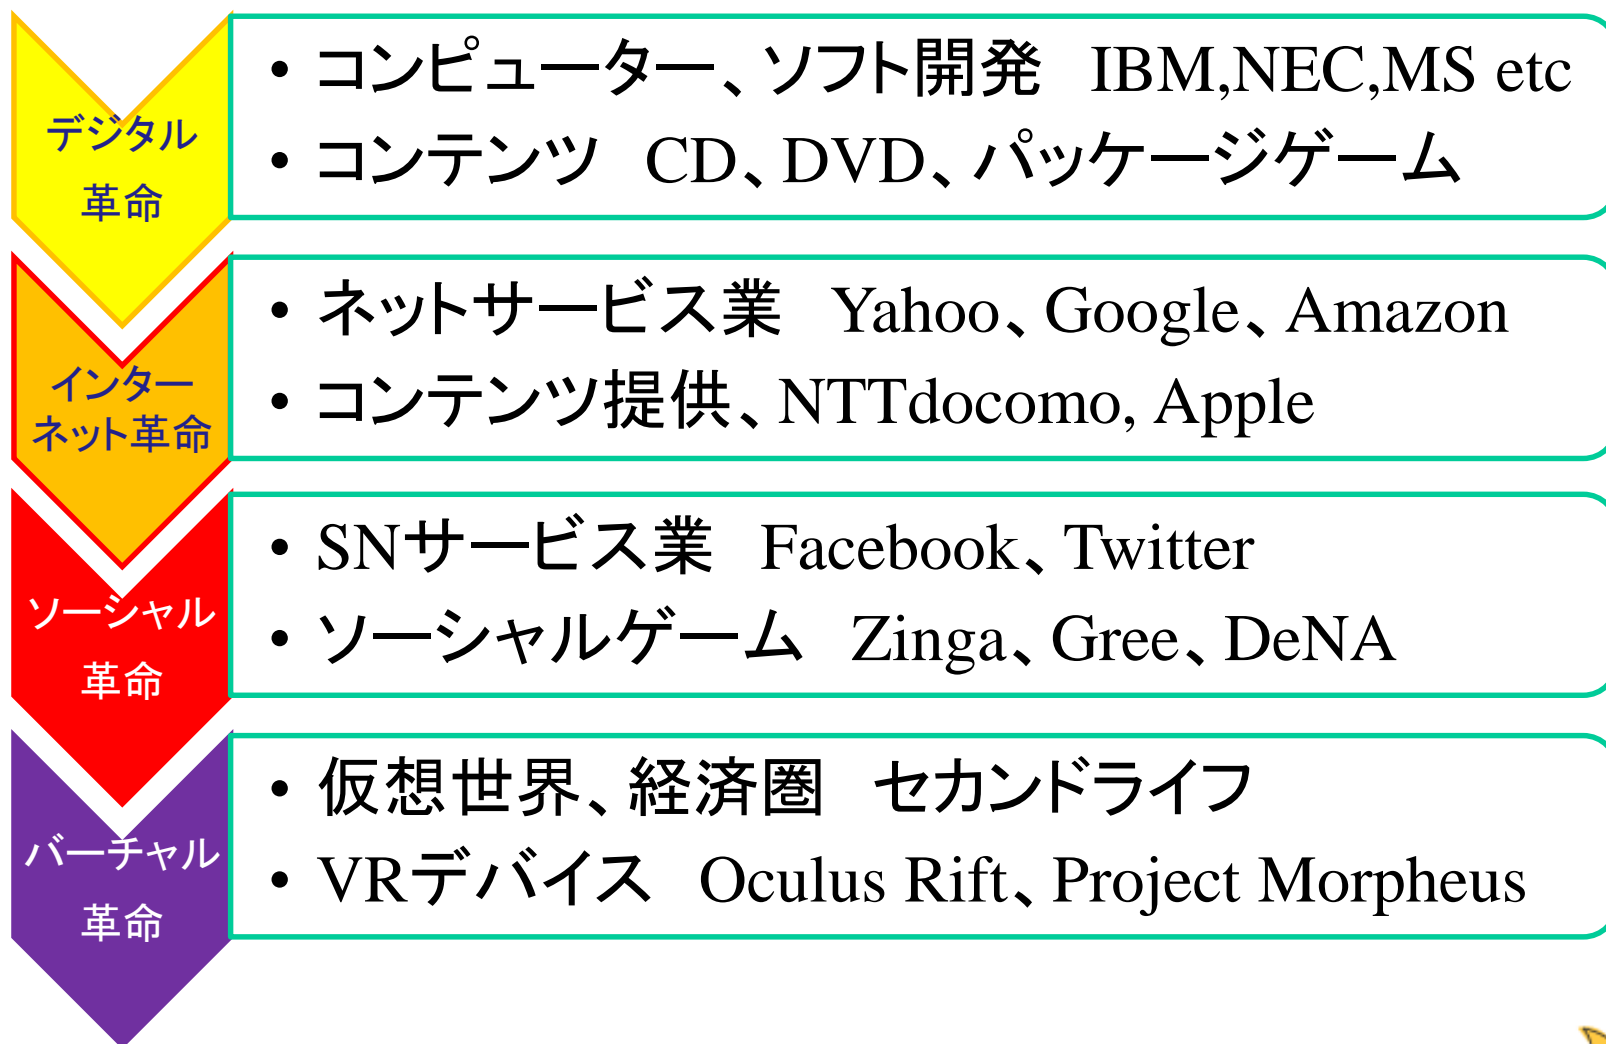 デジタル
革命
• コンピューター、ソフト開発　IBM,NEC,MS etc
• コンテンツ　CD、DVD、パッケージゲーム
インター
ネット革命
• ネットサービス業　Yahoo、Google、Amazon
• コンテンツ提供、NTTdocomo, Apple
ソーシャル
革命
• SNサービス業　Facebook、Twitter
• ソーシャルゲーム　Zinga、Gree、DeNA
バーチャル
革命
• 仮想世界、経済圏　セカンドライフ
• VRデバイス　Oculus Rift、Project Morpheus